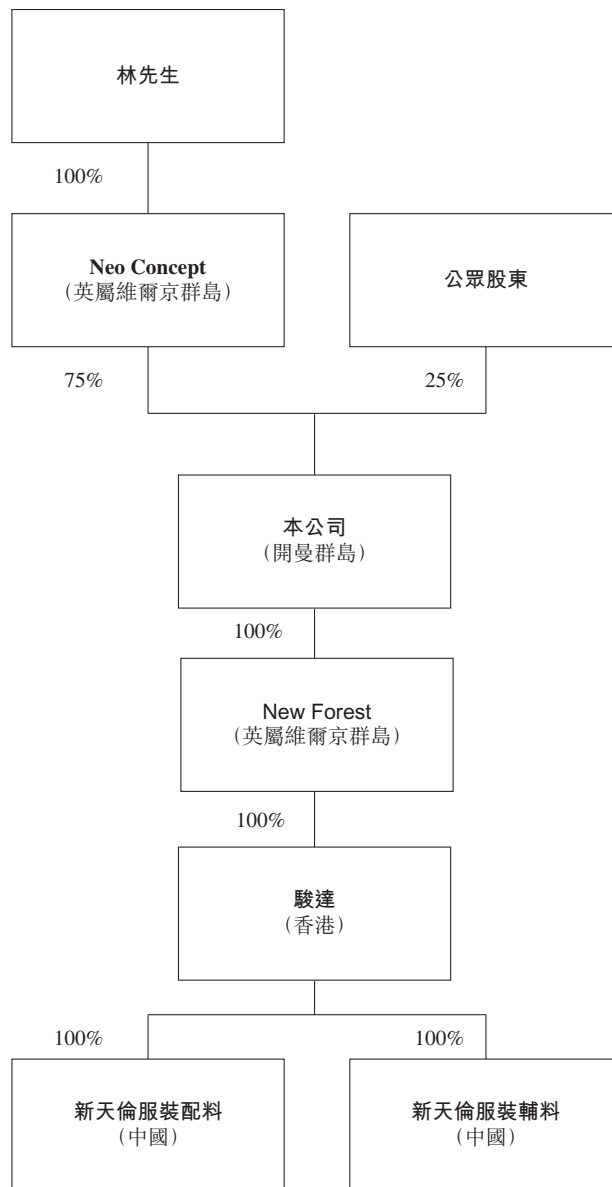 林先生
100%
Neo Concept
（英屬維爾京群島）
公眾股東
75%
25%
本公司
（開曼群島）
100%
New Forest
（英屬維爾京群島）
100%
駿達
（香港）
100%
100%
新天倫服裝配料
（中國）
新天倫服裝輔料
（中國）